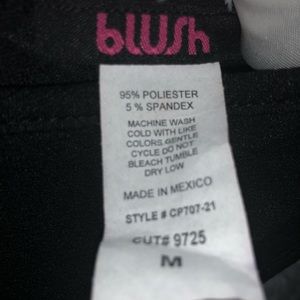 blush
95% POLIESTER
5 % SPANDEX
MACHINE WASH
COLD WITH LIKE
COLORS GENTLE
CYCLE DO NOT
BLEACH TUMBLE
DRY LOW
MADE IN MEXICO
STYLE # CP707-21
CUT# 9725
M